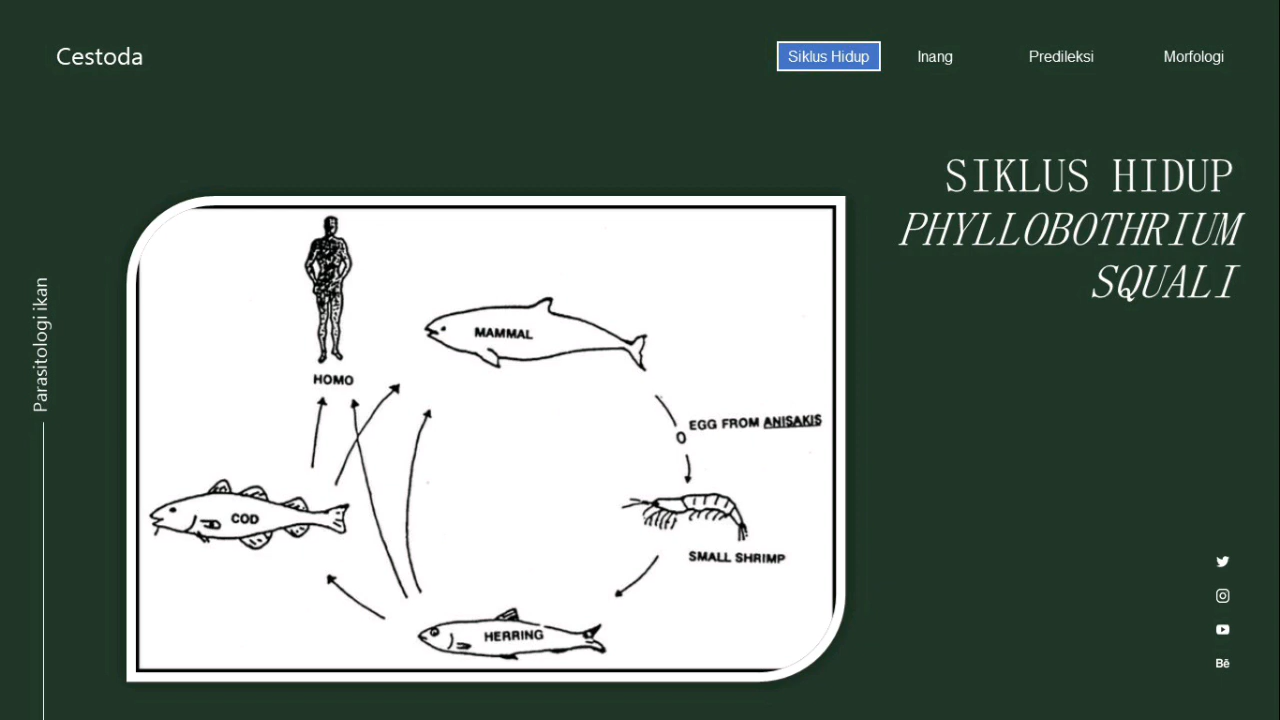 Cestoda
Siklus Hidup
Inang
Predileksi
Morfologi
SIKLUS HIDUP
PHYLLOBOTHRIUM
SQUALI
Parasitologi ikan
HOMO
MAMMAL
EGG FROM ANISAKIS
COD
SMALL SHRIMP
HERRING
Bē